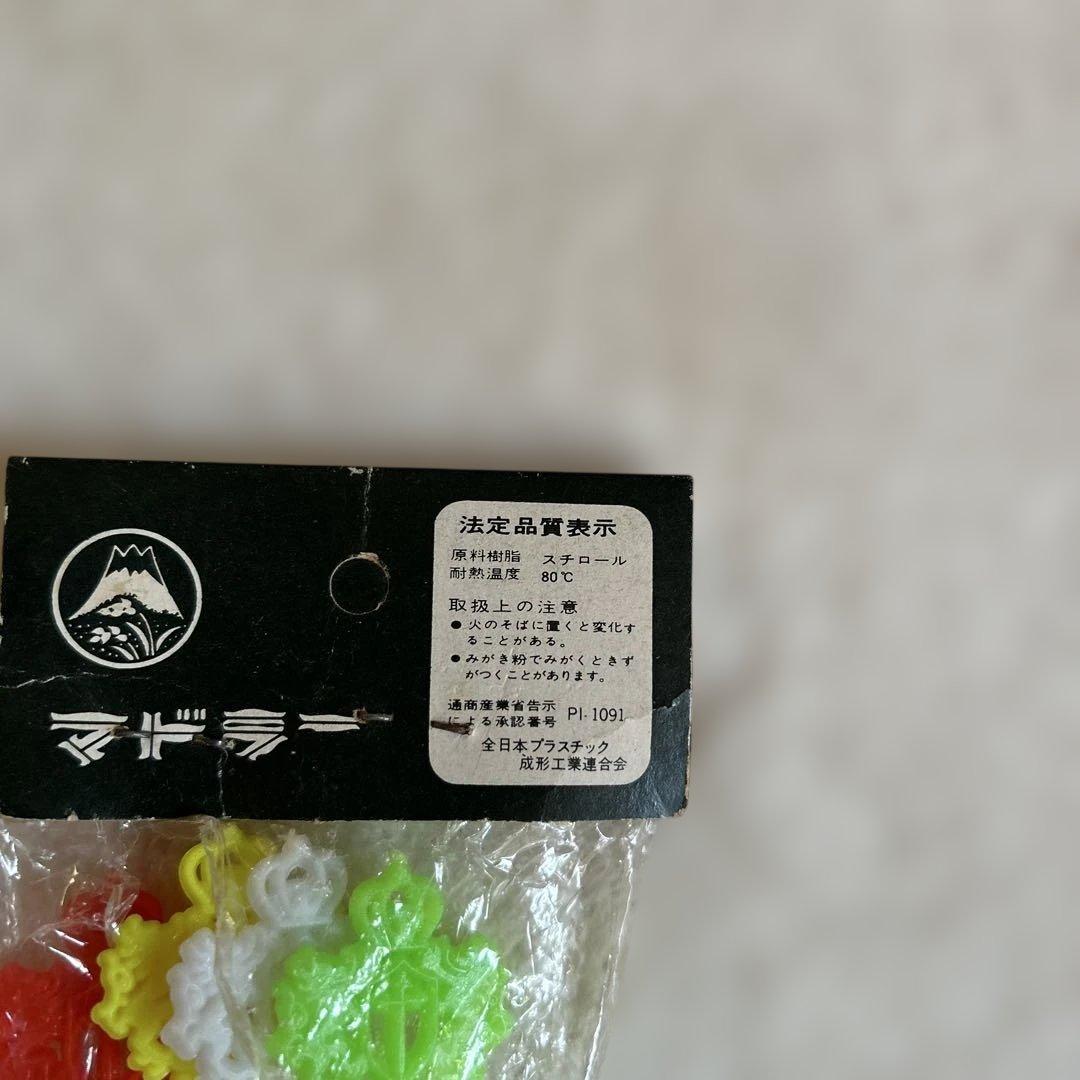 マドラー
法定品質表示
原料樹脂 スチロール
耐熱温度 80℃
取扱上の注意
●火のそばに置くと変化す
ることがある。
●みがき粉でみがくときず
がつくことがあります。
通商産業省告示
による承認番号 PI-1091
全日本プラスチック
成形工業連合会